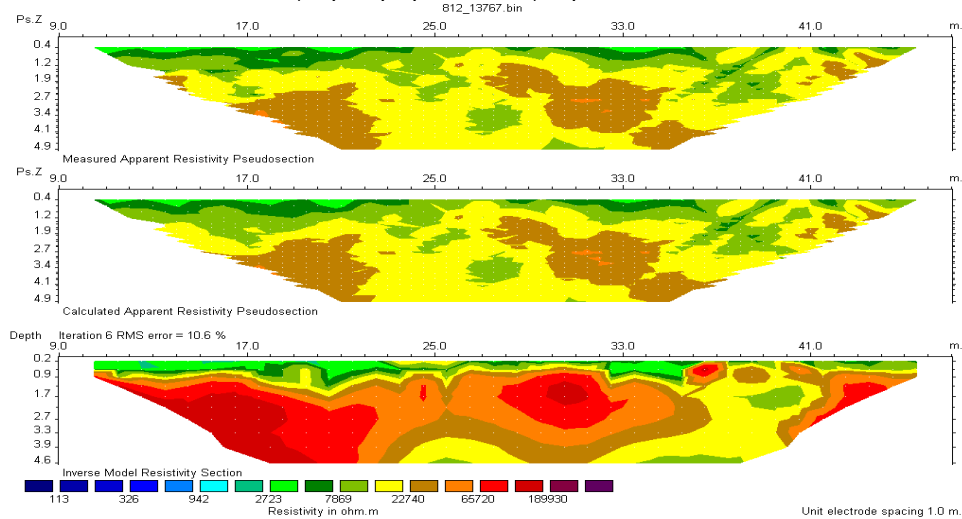 812_13767.bin
Ps.Z 9.0 17.0 25.0 33.0 41.0 m.
0.4
1.2
1.9
2.7
3.4
4.1
4.9
Measured Apparent Resistivity Pseudosection
Ps.Z 9.0 17.0 25.0 33.0 41.0 m.
0.4
1.2
1.9
2.7
3.4
4.1
4.9
Calculated Apparent Resistivity Pseudosection
Depth Iteration 6 RMS error = 10.6 %
9.0 17.0 25.0 33.0 41.0 m.
0.2
0.9
1.7
2.7
3.3
3.9
4.6
Inverse Model Resistivity Section
113 326 942 2723 7869 22740 65720 189930
Resistivity in ohm.m Unit electrode spacing 1.0 m.